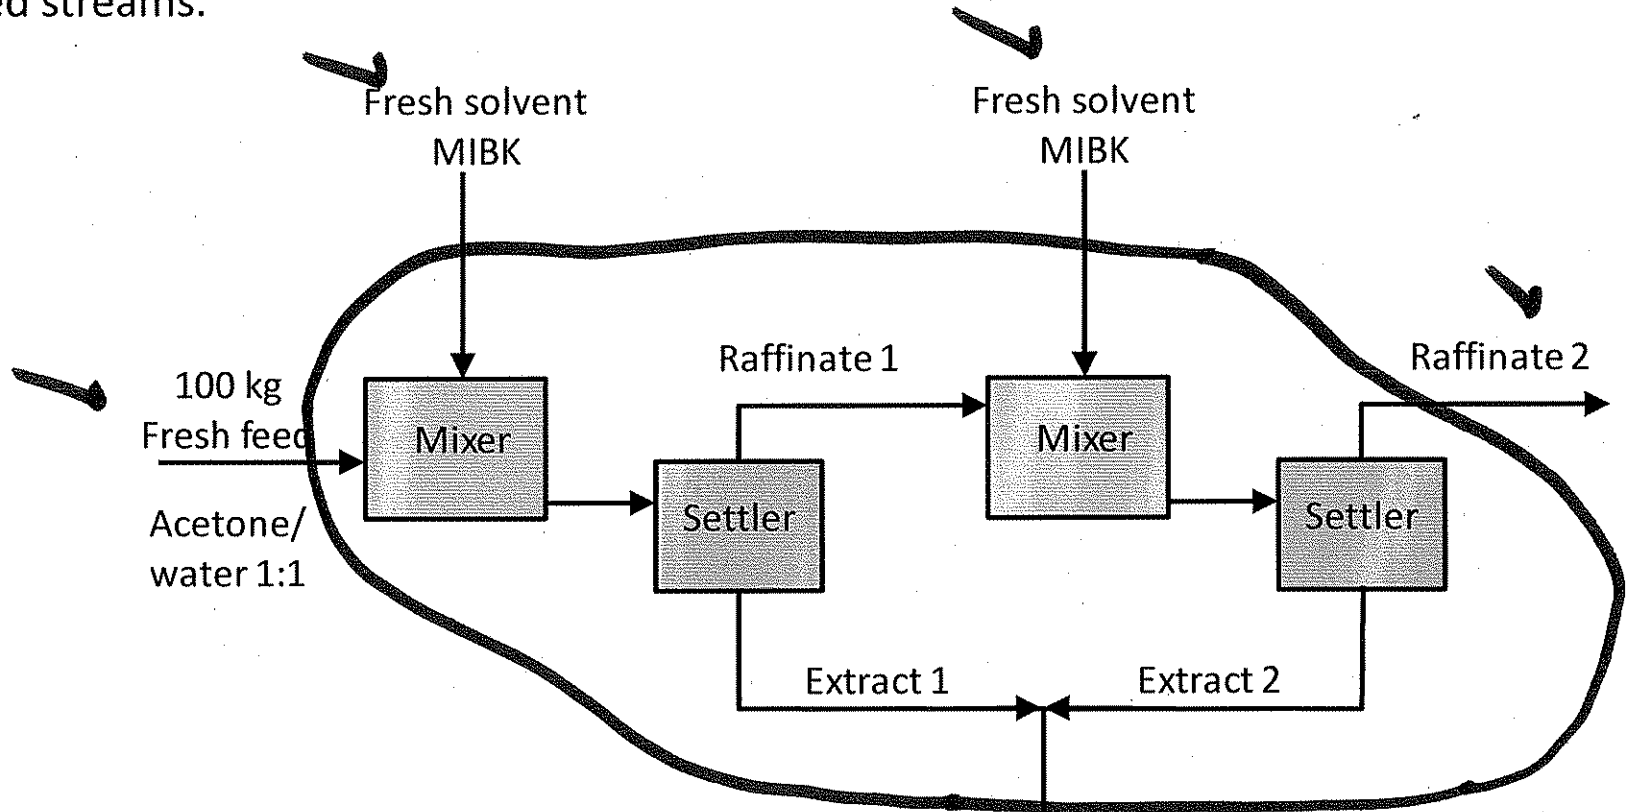 streams.
Fresh solvent
MIBK
Fresh solvent
MIBK
100 kg
Fresh feed
Acetone/
water 1:1
Mixer
Settler
Raffinate 1
Mixer
Settler
Raffinate 2
Extract 1
Extract 2